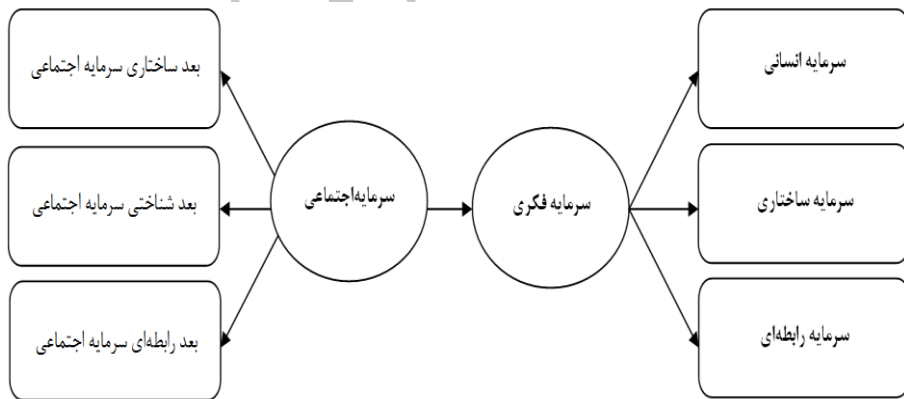 بعد ساختاری سرمایه اجتماعی
بعد شناختی سرمایه اجتماعی
بعد رابطه‌ای سرمایه اجتماعی
سرمایه‌اجتماعی
سرمایه فکری
سرمایه انسانی
سرمایه ساختاری
سرمایه رابطه‌ای